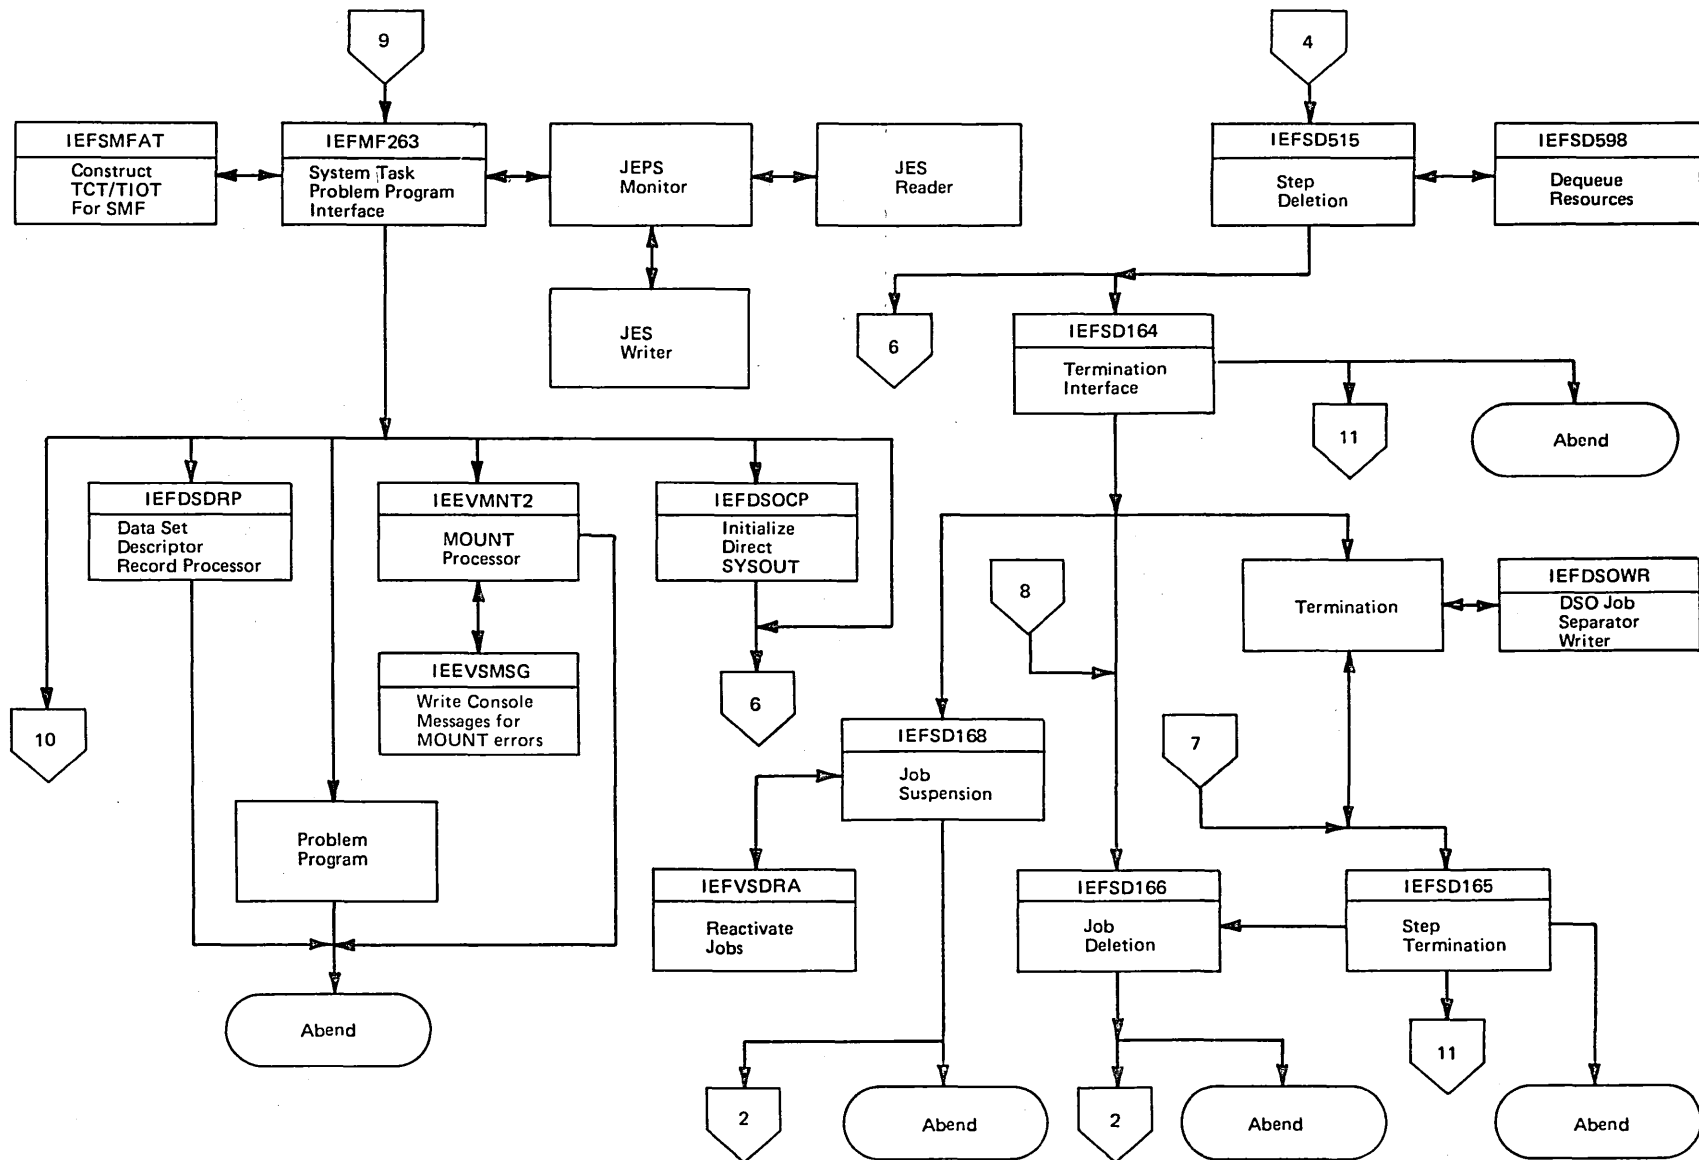 9
4
IEFSMFAT
Construct
TCT/TIOT
For SMF
IEFMF263
System Task
Problem Program
Interface
JEPS
Monitor
JES
Reader
IEFSD515
Step
Deletion
IEFSD598
Dequeue
Resources
JES
Writer
6
IEFSD164
Termination
Interface
11
Abend
IEFDSDRP
Data Set
Descriptor
Record Processor
IEEVMNT2
MOUNT
Processor
IEFDSOCP
Initialize
Direct
SYSOUT
8
Termination
IEFDSOWR
DSO Job
Separator
Writer
IEEVSMSG
Write Console
Messages for
MOUNT errors
10
6
IEFSD168
Job
Suspension
7
Problem
Program
IEFVSDRA
Reactivate
Jobs
IEFSD166
Job
Deletion
IEFSD165
Step
Termination
Abend
11
2
Abend
2
Abend
Abend